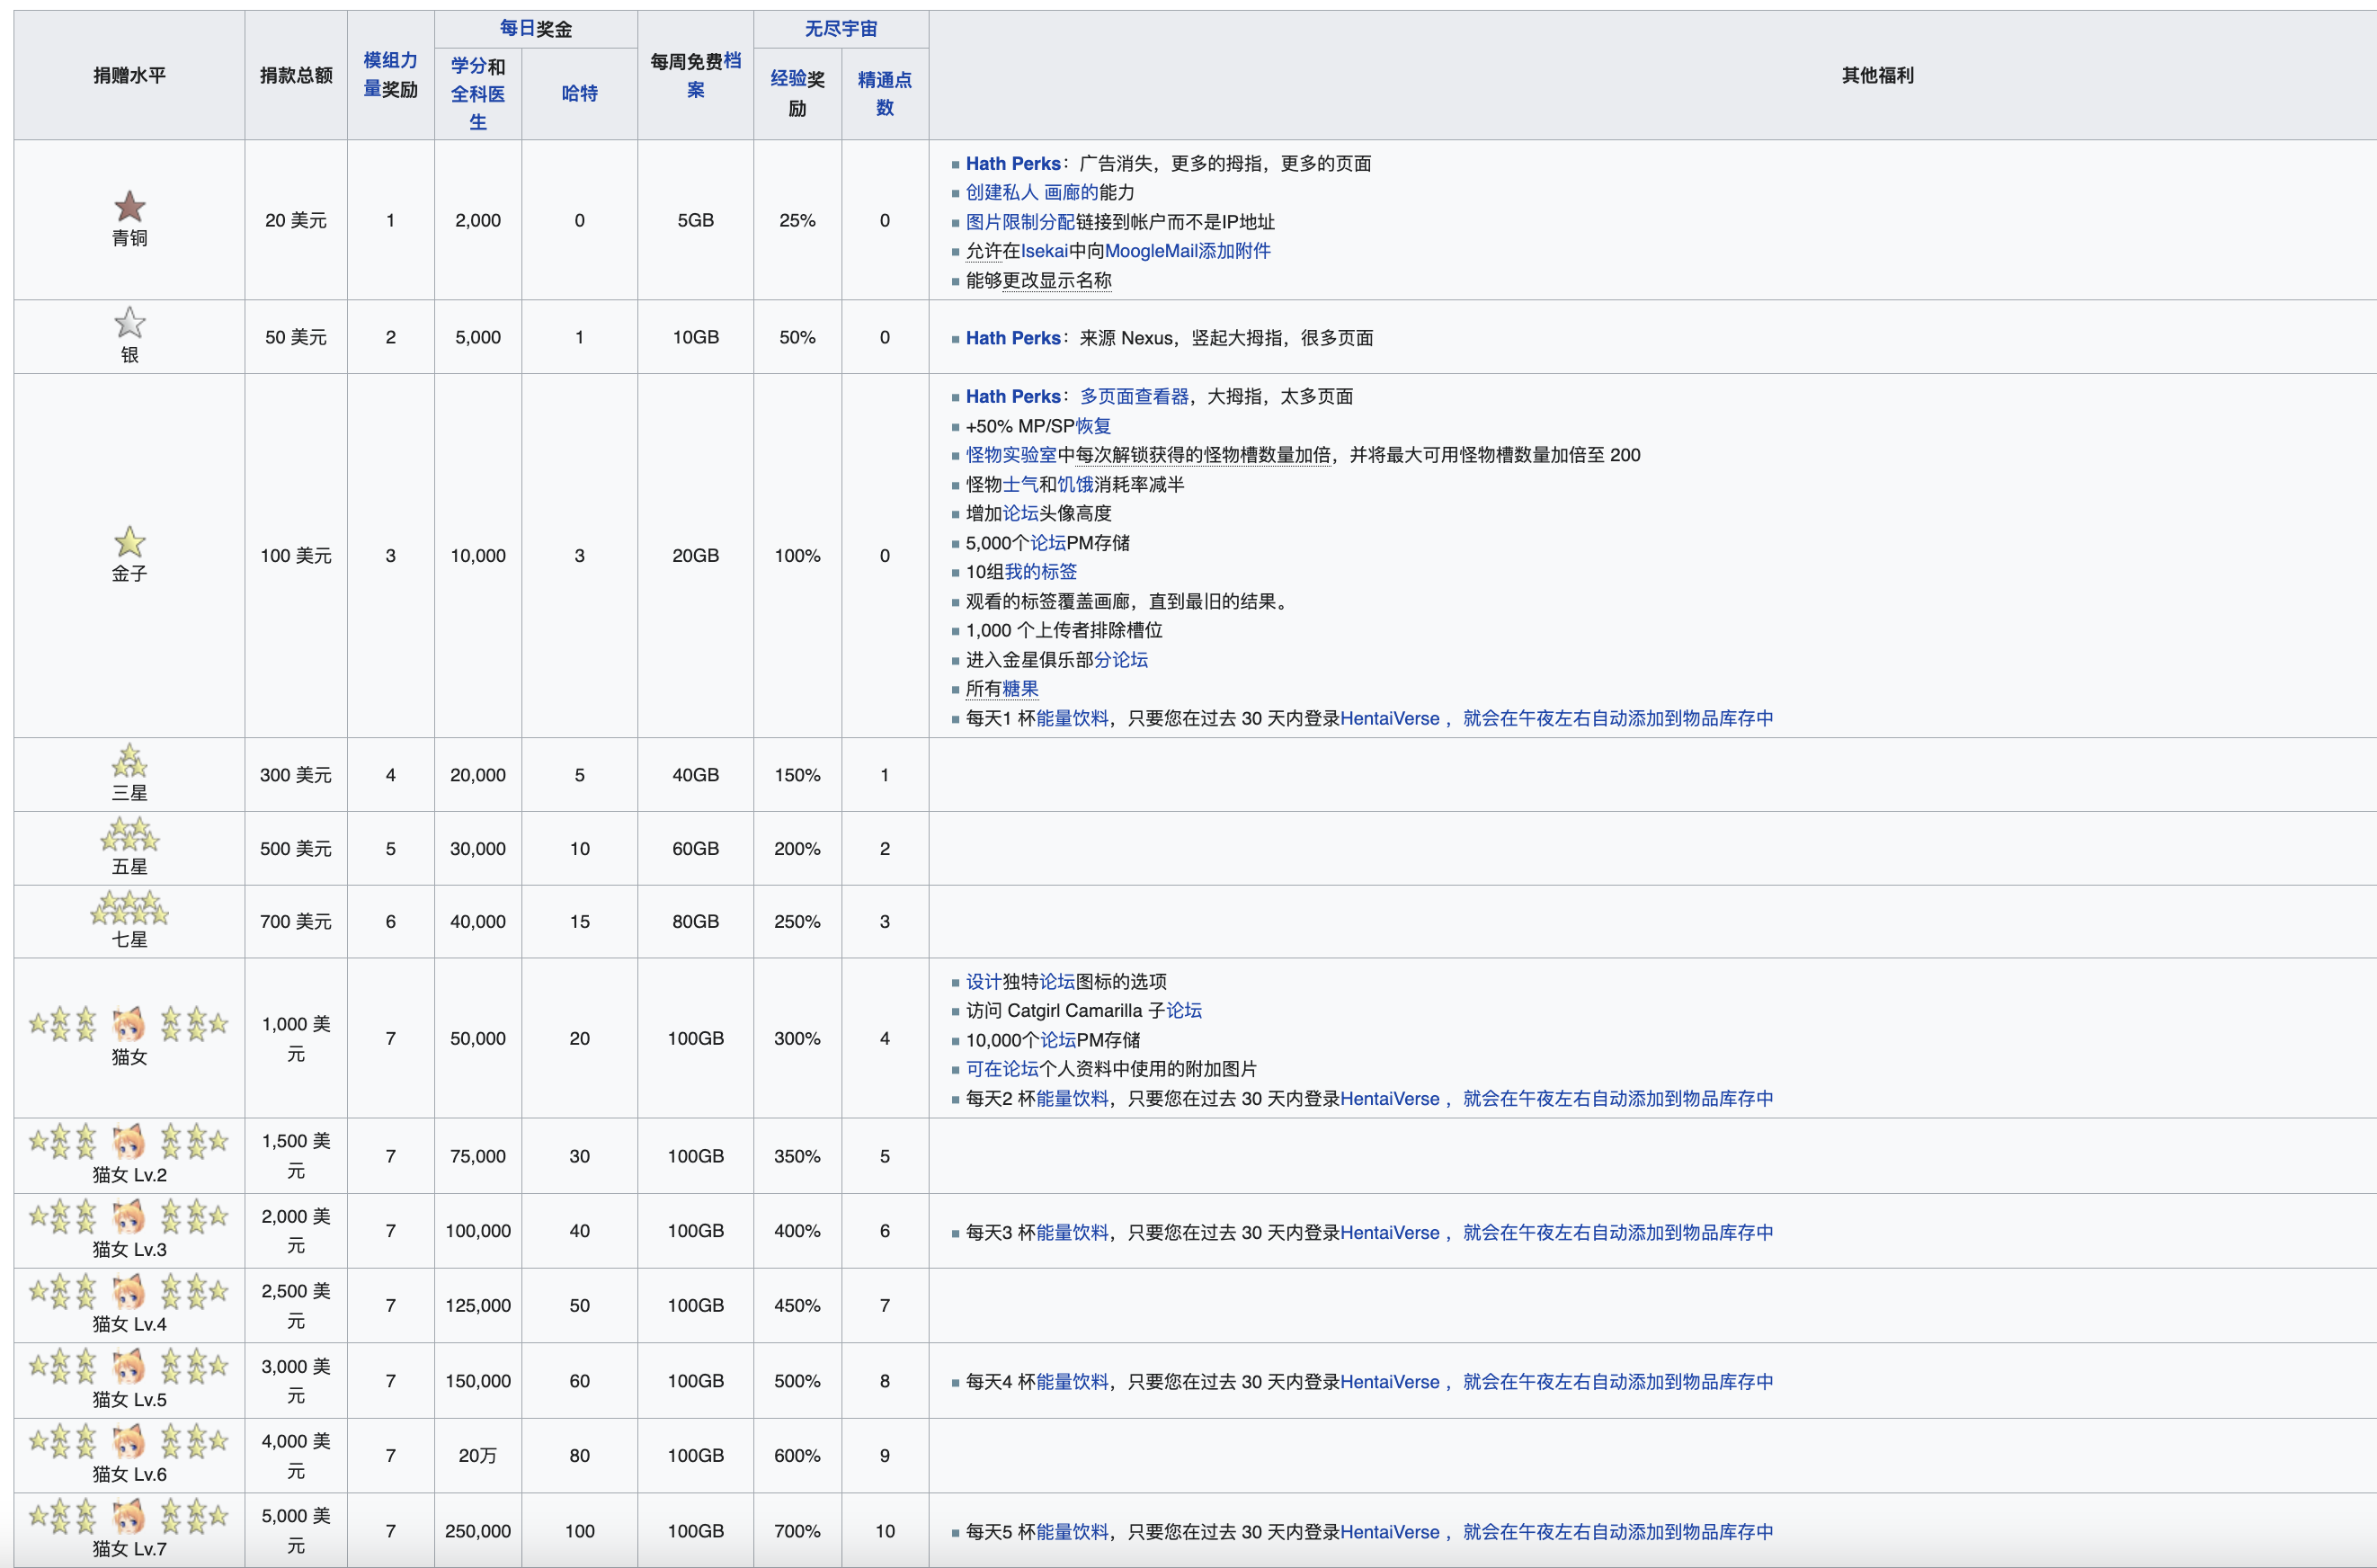 捐赠水平
捐款总额
模组力
量奖励
每日奖金
学分和
全科医
生
哈特
每周免费档
案
无尽宇宙
经验奖
励
精通点
数
其他福利
青铜
20 美元
1
2,000
0
5GB
25%
0
Hath Perks：广告消失，更多的拇指，更多的页面
创建私人 画廊的能力
图片限制分配链接到帐户而不是IP地址
允许在Isekai中向MoogleMail添加附件
能够更改显示名称
银
50 美元
2
5,000
1
10GB
50%
0
Hath Perks：来源 Nexus，竖起大拇指，很多页面
金子
100 美元
3
10,000
3
20GB
100%
0
Hath Perks：多页面查看器，大拇指，太多页面
+50% MP/SP恢复
怪物实验室中每次解锁获得的怪物槽数量加倍，并将最大可用怪物槽数量加倍至 200
怪物士气和饥饿消耗率减半
增加论坛头像高度
5,000个论坛PM存储
10组我的标签
观看的标签覆盖画廊，直到最旧的结果。
1,000 个上传者排除槽位
进入金星俱乐部分论坛
所有糖果
每天1 杯能量饮料，只要您在过去 30 天内登录HentaiVerse ，就会在午夜左右自动添加到物品库存中
三星
300 美元
4
20,000
5
40GB
150%
1
五星
500 美元
5
30,000
10
60GB
200%
2
七星
700 美元
6
40,000
15
80GB
250%
3
猫女
1,000 美
元
7
50,000
20
100GB
300%
4
设计独特论坛图标的选项
访问 Catgirl Camarilla 子论坛
10,000个论坛PM存储
可在论坛个人资料中使用的附加图片
每天2 杯能量饮料，只要您在过去 30 天内登录HentaiVerse ，就会在午夜左右自动添加到物品库存中
猫女 Lv.2
1,500 美
元
7
75,000
30
100GB
350%
5
猫女 Lv.3
2,000 美
元
7
100,000
40
100GB
400%
6
每天3 杯能量饮料，只要您在过去 30 天内登录HentaiVerse ，就会在午夜左右自动添加到物品库存中
猫女 Lv.4
2,500 美
元
7
125,000
50
100GB
450%
7
猫女 Lv.5
3,000 美
元
7
150,000
60
100GB
500%
8
每天4 杯能量饮料，只要您在过去 30 天内登录HentaiVerse ，就会在午夜左右自动添加到物品库存中
猫女 Lv.6
4,000 美
元
7
20万
80
100GB
600%
9
猫女 Lv.7
5,000 美
元
7
250,000
100
100GB
700%
10
每天5 杯能量饮料，只要您在过去 30 天内登录HentaiVerse ，就会在午夜左右自动添加到物品库存中